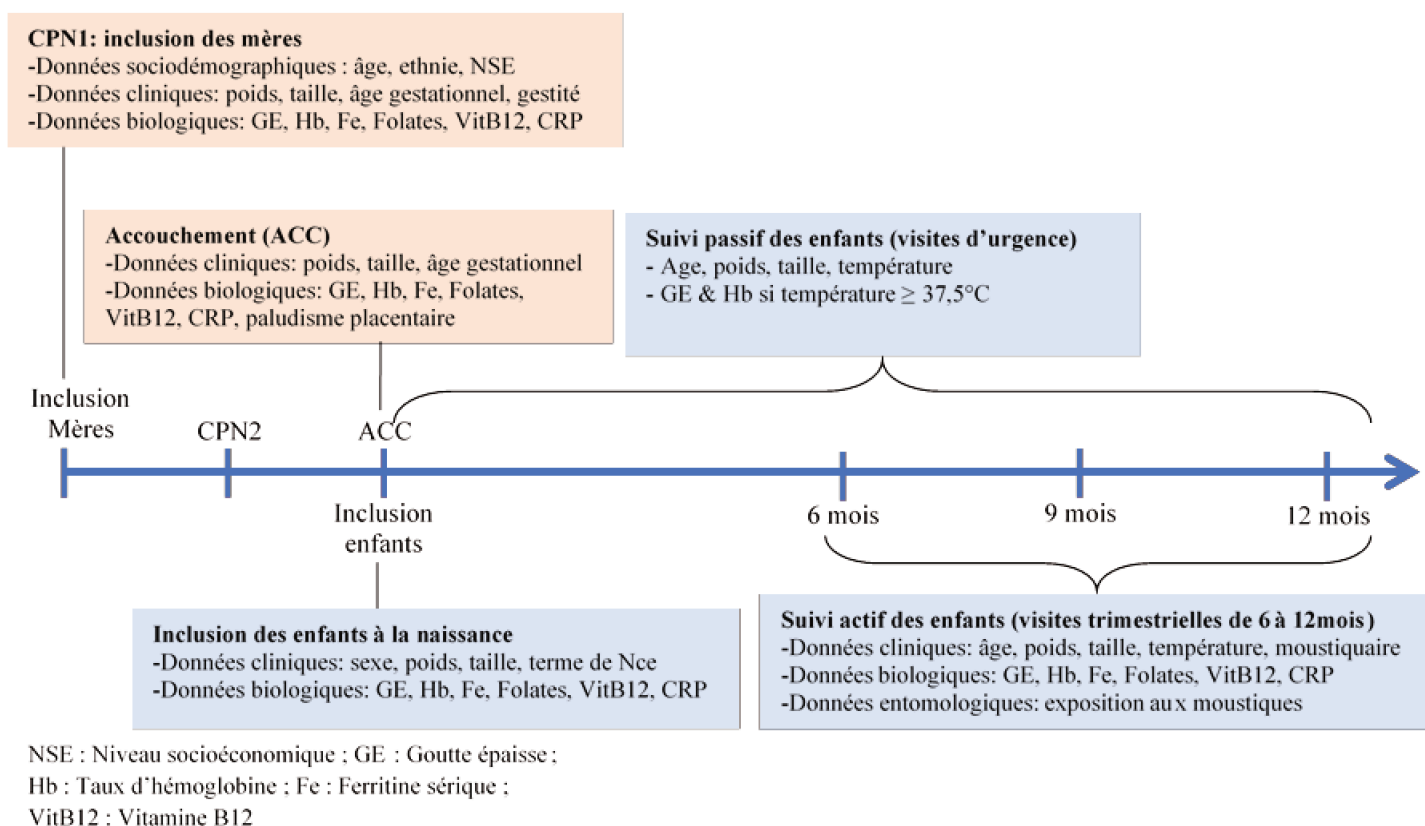 CPN1: inclusion des mères
-Données sociodémographiques : âge, ethnie, NSE
-Données cliniques: poids, taille, âge gestationnel, gestité
-Données biologiques: GE, Hb, Fe, Folates, VitB12, CRP
Accouchement (ACC)
-Données cliniques: poids, taille, âge gestationnel
-Données biologiques: GE, Hb, Fe, Folates,
VitB12, CRP, paludisme placentaire
Suivi passif des enfants (visites d’urgence)
- Age, poids, taille, température
- GE & Hb si température ≥ 37,5°C
Inclusion
Mères
CPN2
ACC
Inclusion
enfants
6 mois
9 mois
12 mois
Inclusion des enfants à la naissance
-Données cliniques: sexe, poids, taille, terme de Nce
-Données biologiques: GE, Hb, Fe, Folates, VitB12, CRP
Suivi actif des enfants (visites trimestrielles de 6 à 12mois)
-Données cliniques: âge, poids, taille, température, moustiquaire
-Données biologiques: GE, Hb, Fe, Folates, VitB12, CRP
-Données entomologiques: exposition aux moustiques
NSE : Niveau socioéconomique ; GE : Goutte épaisse ;
Hb : Taux d’hémoglobine ; Fe : Ferritine sérique ;
VitB12 : Vitamine B12